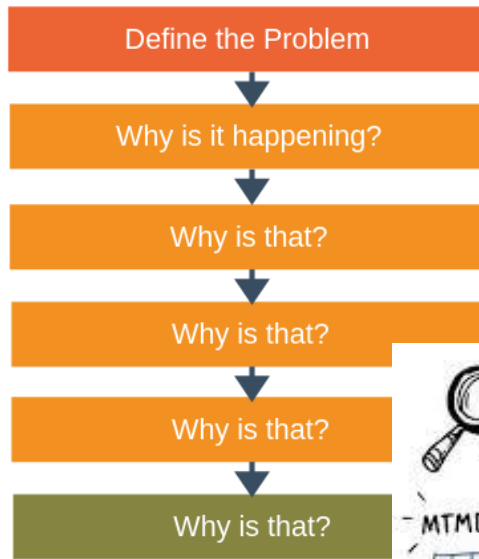 Define the Problem
Why is it happening?
Why is that?
Why is that?
Why is that?
Why is that?